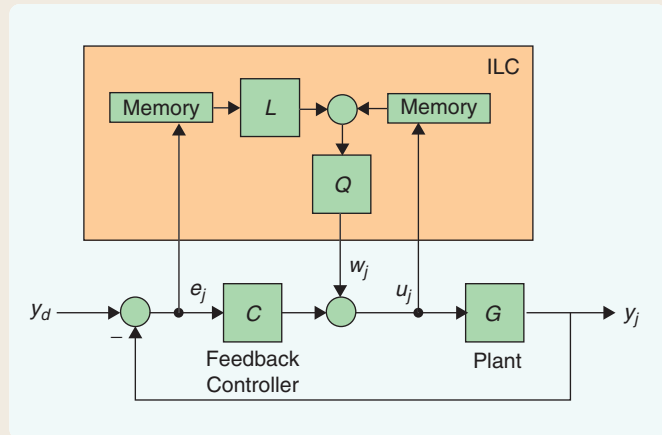 ILC
Memory
L
Memory
Q
w_j
y_d
e_j
C
u_j
G
y_j
−
Feedback
Controller
Plant